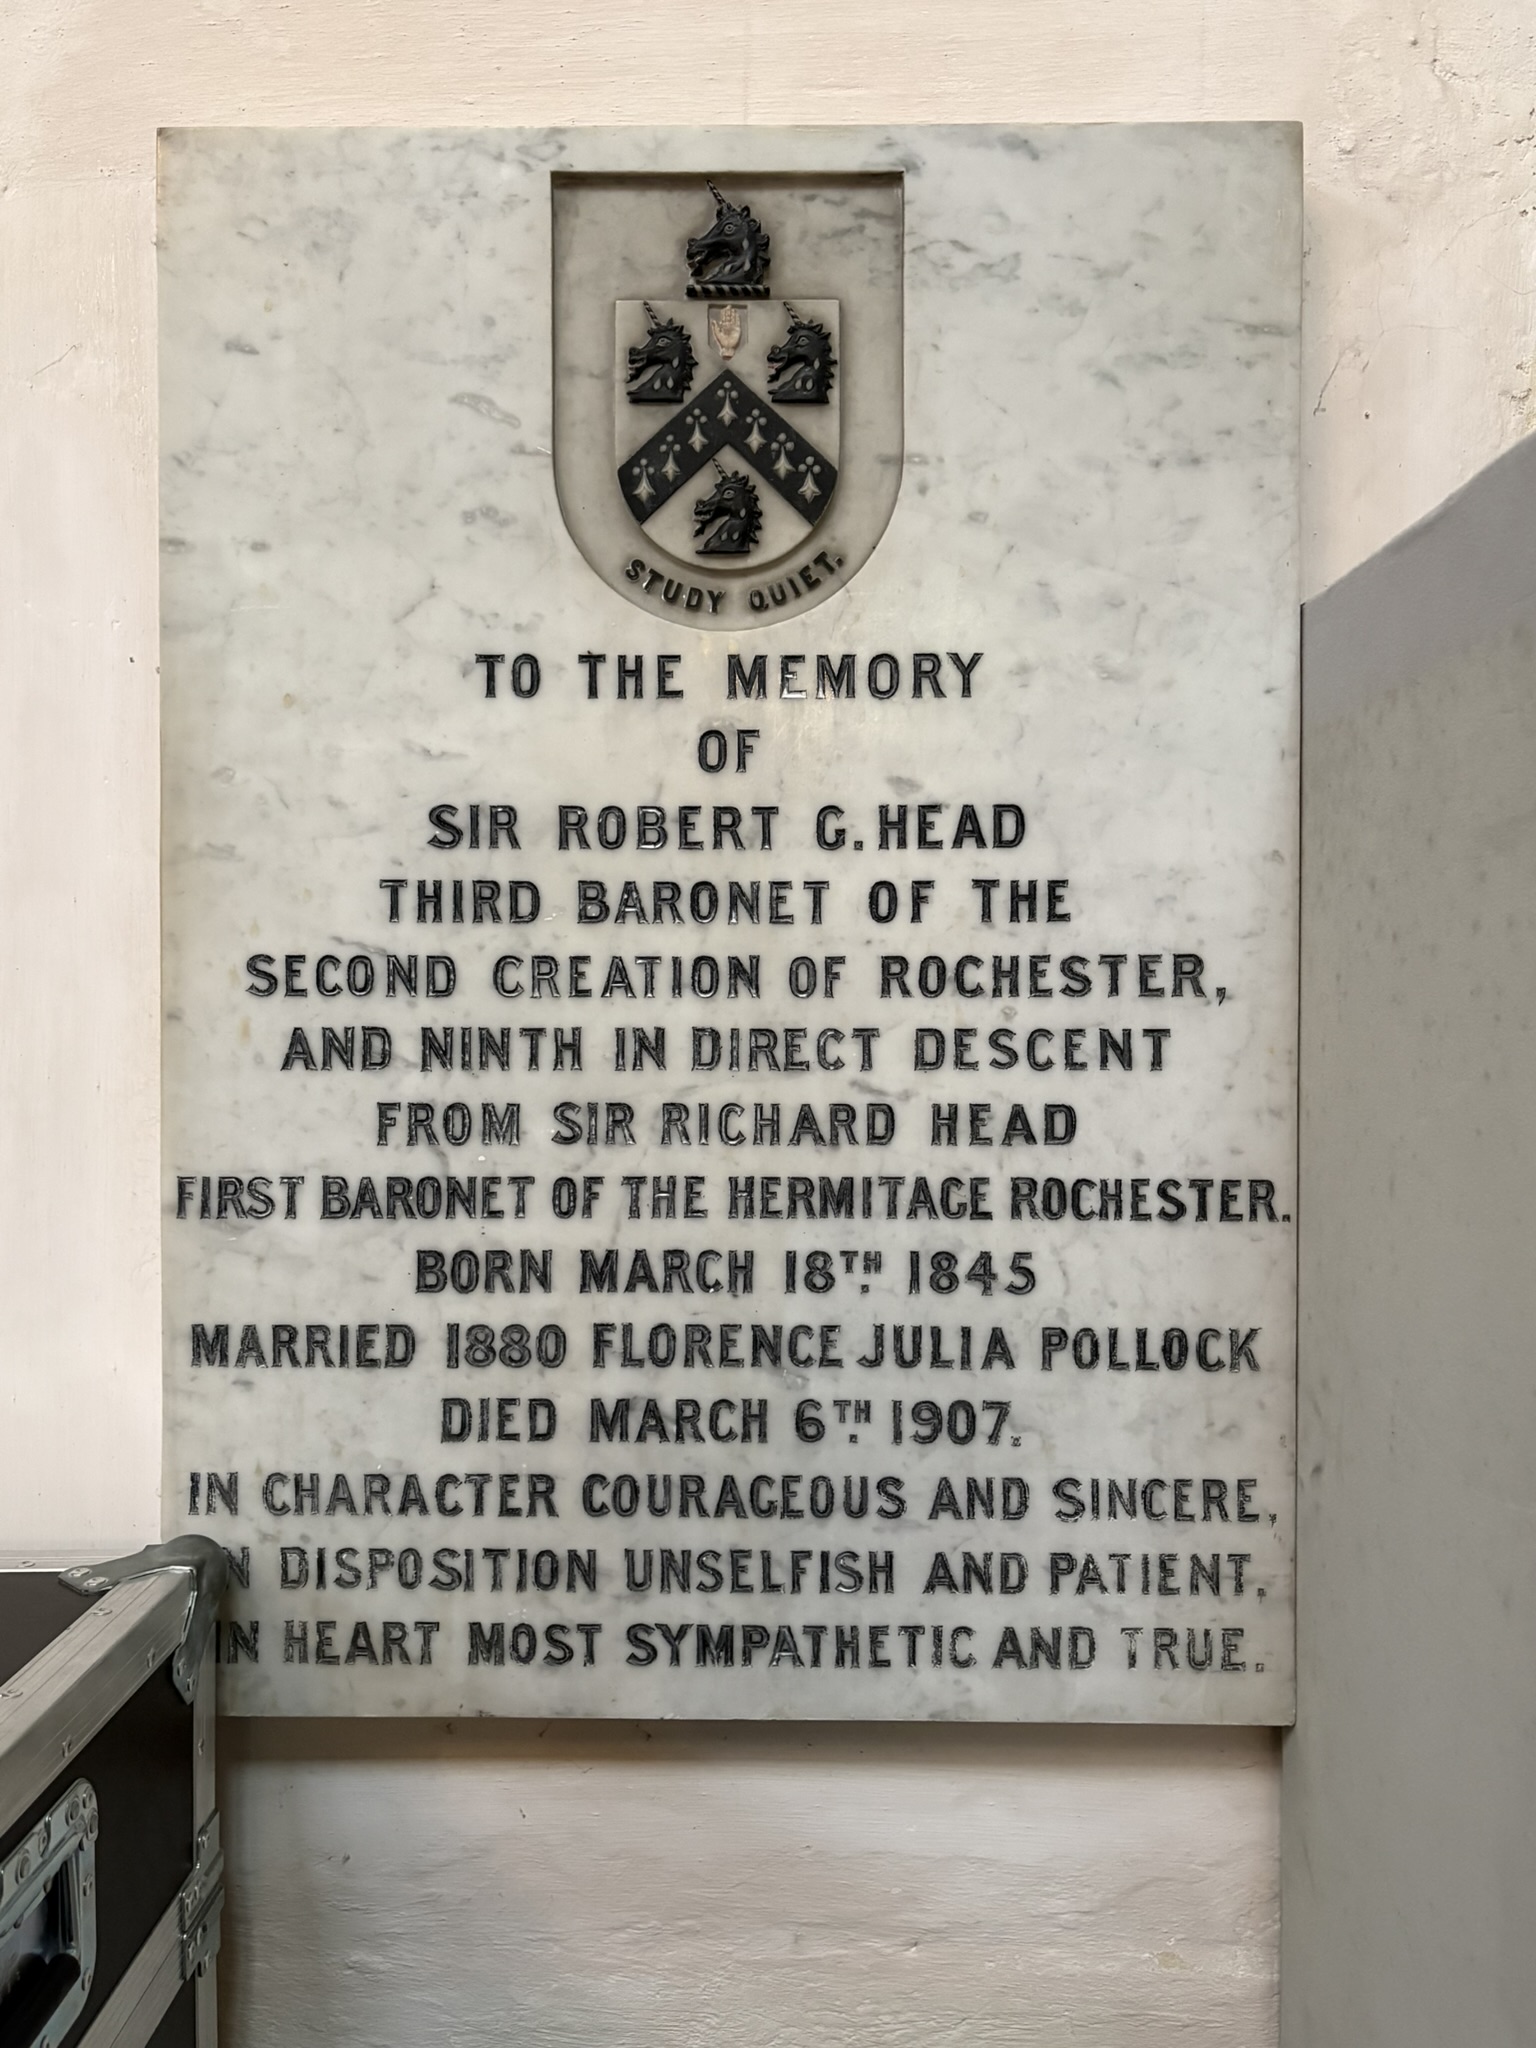 STUDY QUIET.
TO THE MEMORY
OF
SIR ROBERT G. HEAD
THIRD BARONET OF THE
SECOND CREATION OF ROCHESTER,
AND NINTH IN DIRECT DESCENT
FROM SIR RICHARD HEAD
FIRST BARONET OF THE HERMITAGE ROCHESTER.
BORN MARCH 18TH. 1845
MARRIED 1880 FLORENCE JULIA POLLOCK
DIED MARCH 6TH. 1907.
IN CHARACTER COURAGEOUS AND SINCERE,
IN DISPOSITION UNSELFISH AND PATIENT,
IN HEART MOST SYMPATHETIC AND TRUE.